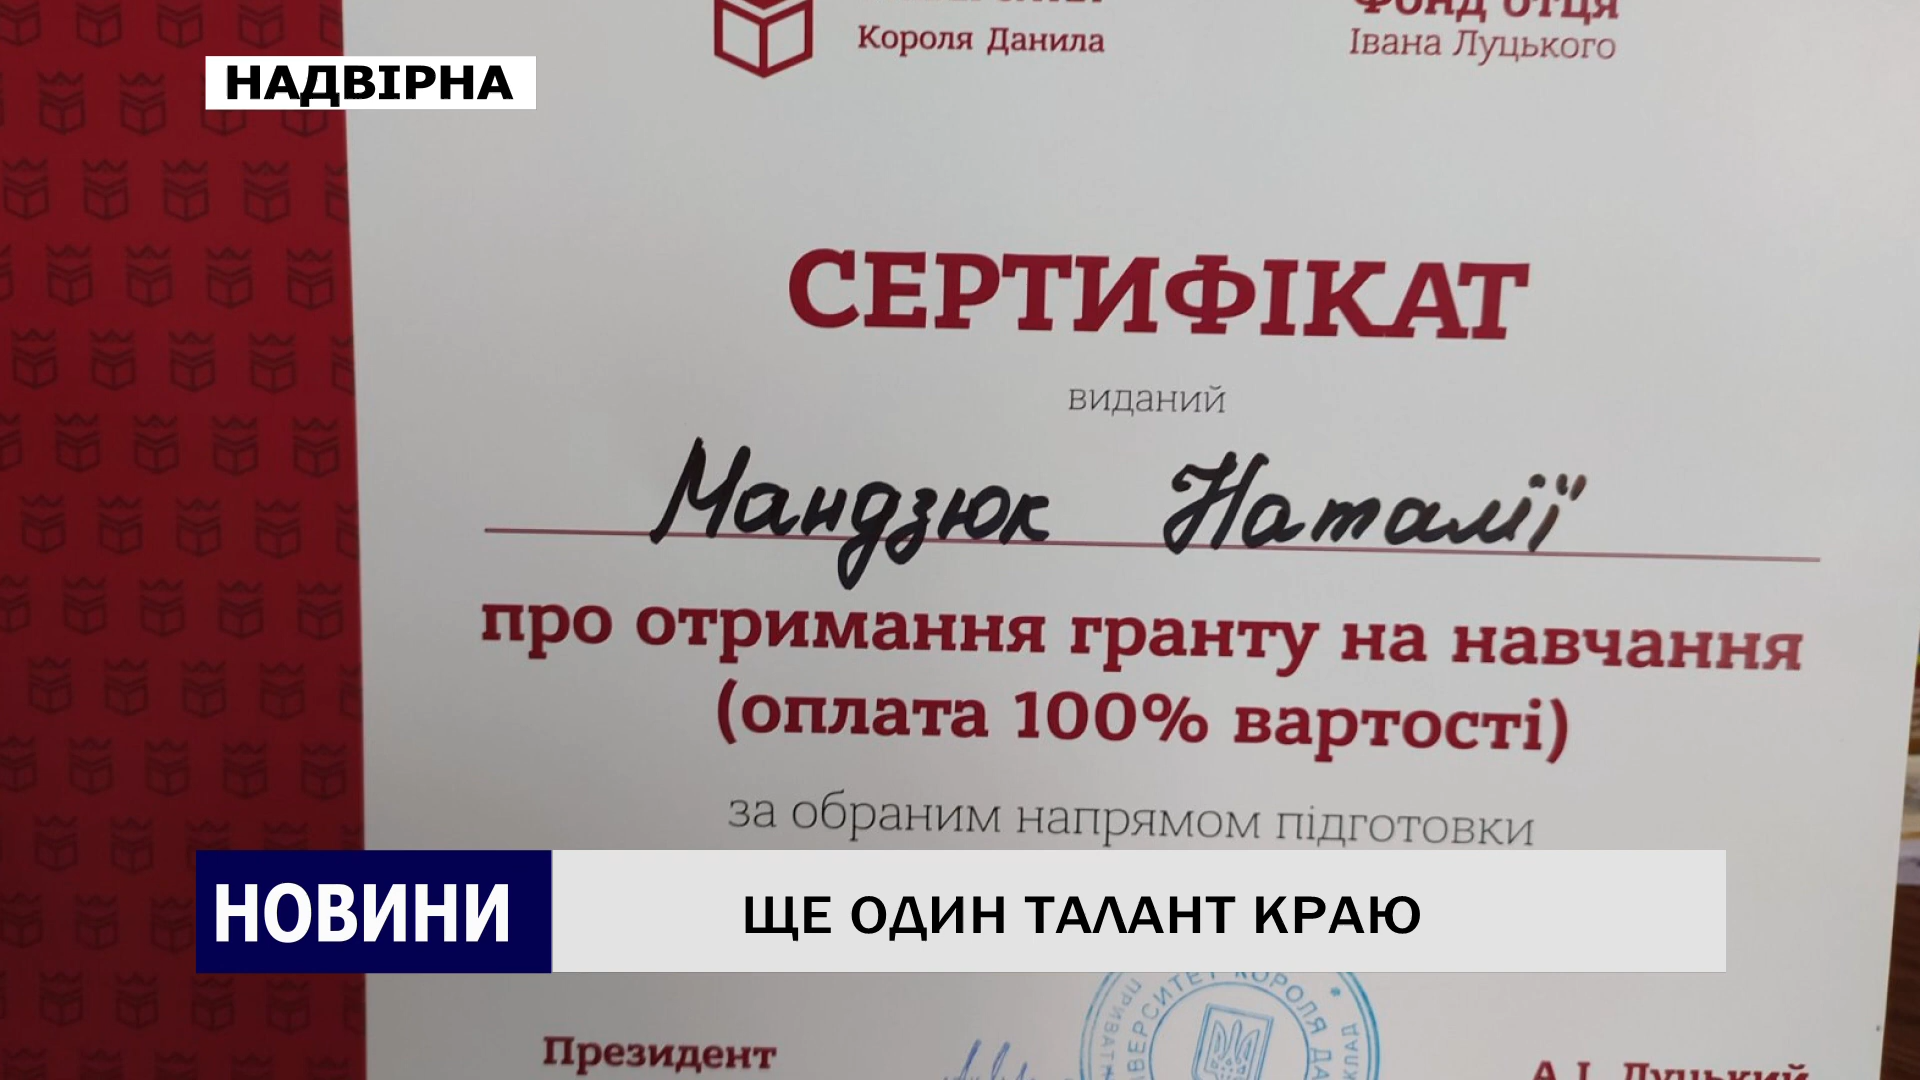 НАДВІРНА
Короля Данила
Фонд отця
Івана Луцького
СЕРТИФІКАТ
виданий
Мандзюк Наталії
про отримання гранту на навчання
(оплата 100% вартості)
за обраним напрямом підготовки
НОВИНИ
ЩЕ ОДИН ТАЛАНТ КРАЮ
Президент
А.І. Луцький